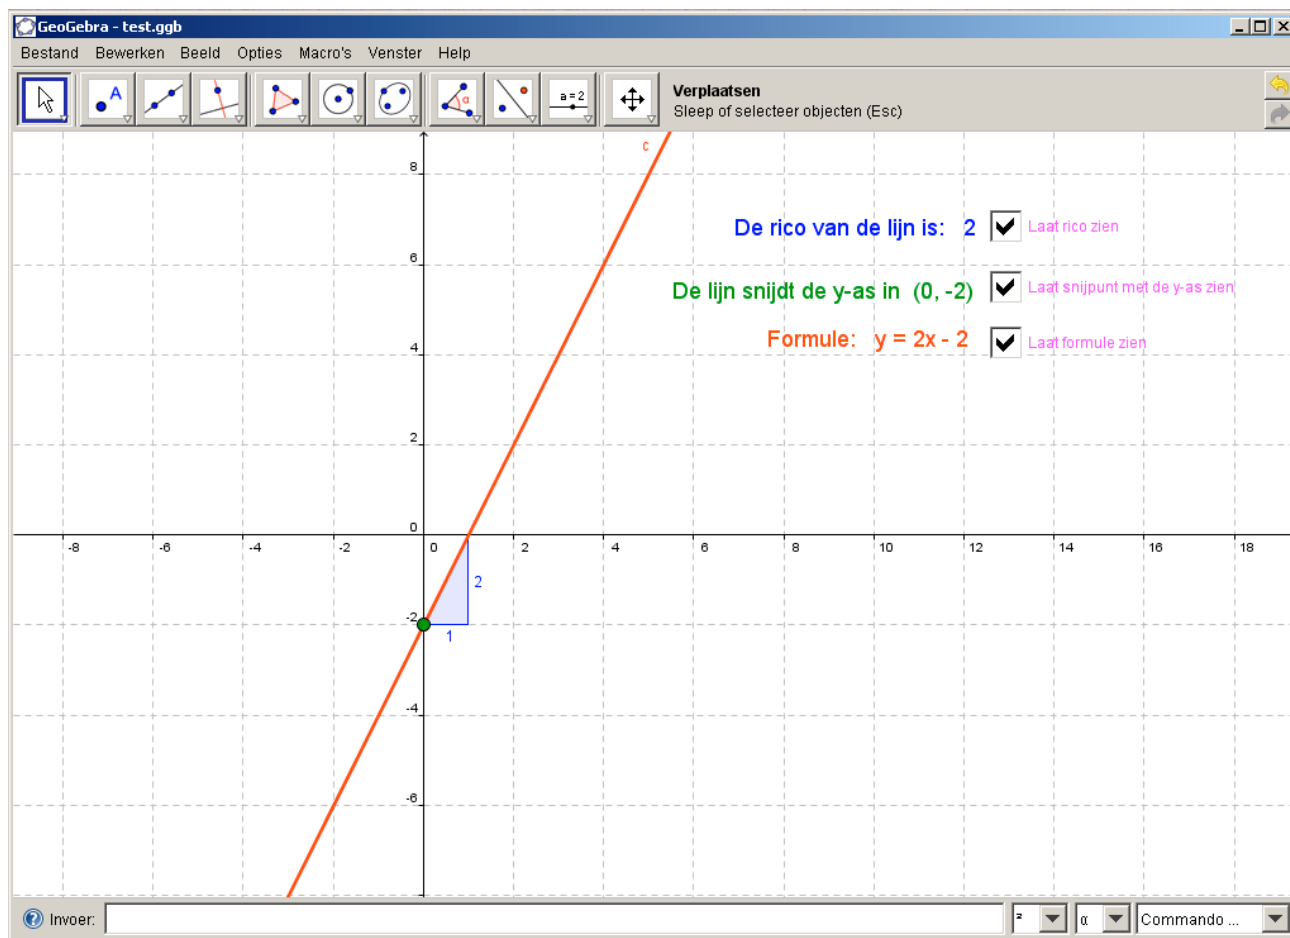 GeoGebra - test.ggb
Bestand Bewerken Beeld Opties Macro's Venster Help
A
α
a = 2
Verplaatsen
Sleep of selecteer objecten (Esc)
c
8
De rico van de lijn is: 2 Laat rico zien
6
De lijn snijdt de y-as in (0, -2) Laat snijpunt met de y-as zien
Formule: y = 2x - 2 Laat formule zien
4
2
0
-8 -6 -4 -2 0 2 4 6 8 10 12 14 16 18
2
-2
1
-4
-6
Invoer: ² α Commando ...